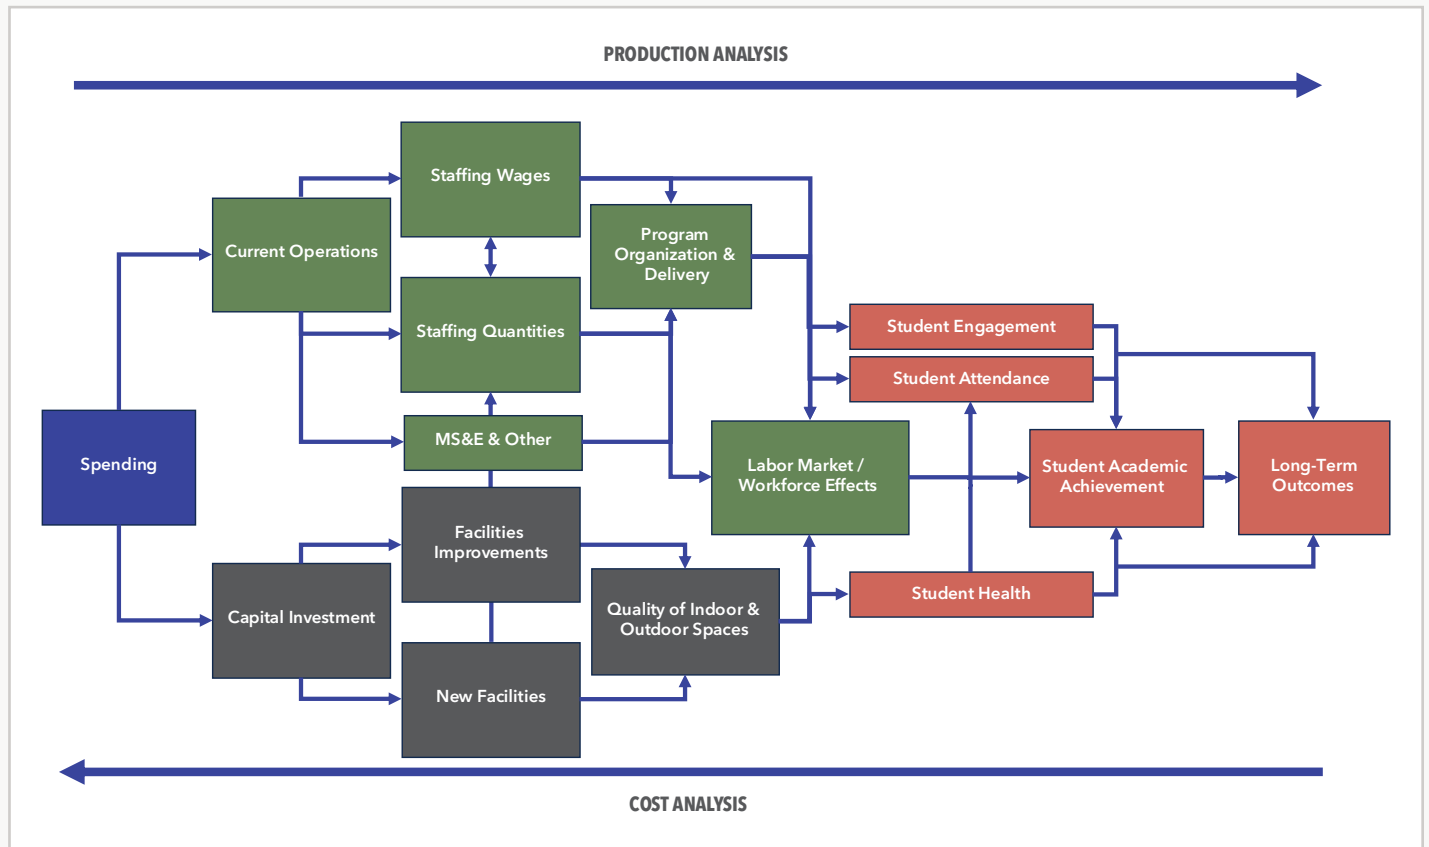 PRODUCTION ANALYSIS
Staffing Wages
Current Operations
Program
Organization &
Delivery
Staffing Quantities
Student Engagement
Student Attendance
MS&E & Other
Spending
Labor Market /
Workforce Effects
Student Academic
Achievement
Long-Term
Outcomes
Facilities
Improvements
Capital Investment
Quality of Indoor &
Outdoor Spaces
Student Health
New Facilities
COST ANALYSIS